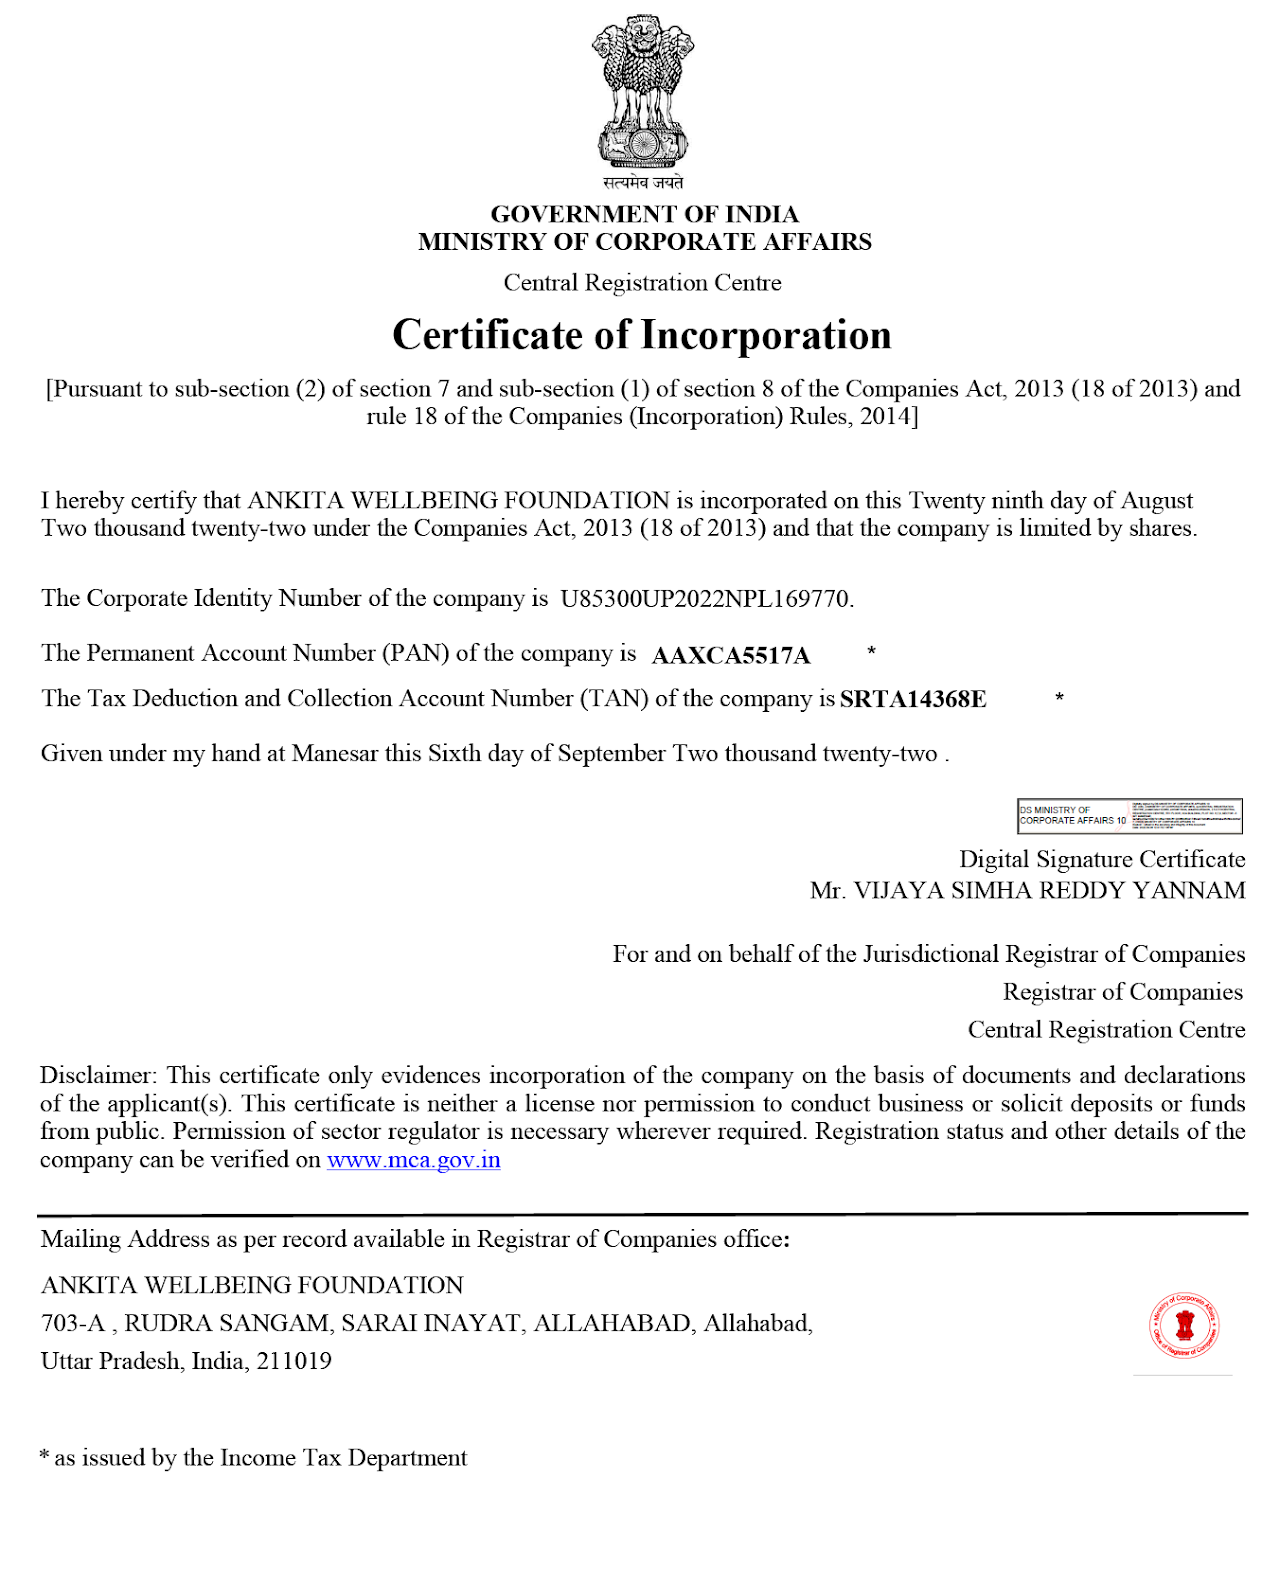 सत्यमेव जयते
GOVERNMENT OF INDIA
MINISTRY OF CORPORATE AFFAIRS
Central Registration Centre
Certificate of Incorporation
[Pursuant to sub-section (2) of section 7 and sub-section (1) of section 8 of the Companies Act, 2013 (18 of 2013) and
rule 18 of the Companies (Incorporation) Rules, 2014]
I hereby certify that ANKITA WELLBEING FOUNDATION is incorporated on this Twenty ninth day of August
Two thousand twenty-two under the Companies Act, 2013 (18 of 2013) and that the company is limited by shares.
The Corporate Identity Number of the company is U85300UP2022NPL169770.
The Permanent Account Number (PAN) of the company is AAXCA5517A *
The Tax Deduction and Collection Account Number (TAN) of the company is SRTA14368E *
Given under my hand at Manesar this Sixth day of September Two thousand twenty-two .
DS MINISTRY OF
CORPORATE AFFAIRS 10
Digital Signature Certificate
Mr. VIJAYA SIMHA REDDY YANNAM
For and on behalf of the Jurisdictional Registrar of Companies
Registrar of Companies
Central Registration Centre
Disclaimer: This certificate only evidences incorporation of the company on the basis of documents and declarations
of the applicant(s). This certificate is neither a license nor permission to conduct business or solicit deposits or funds
from public. Permission of sector regulator is necessary wherever required. Registration status and other details of the
company can be verified on www.mca.gov.in
Mailing Address as per record available in Registrar of Companies office:
ANKITA WELLBEING FOUNDATION
703-A , RUDRA SANGAM, SARAI INAYAT, ALLAHABAD, Allahabad,
Uttar Pradesh, India, 211019
Ministry of Corporate Affairs
Office of Registrar of Companies
* as issued by the Income Tax Department